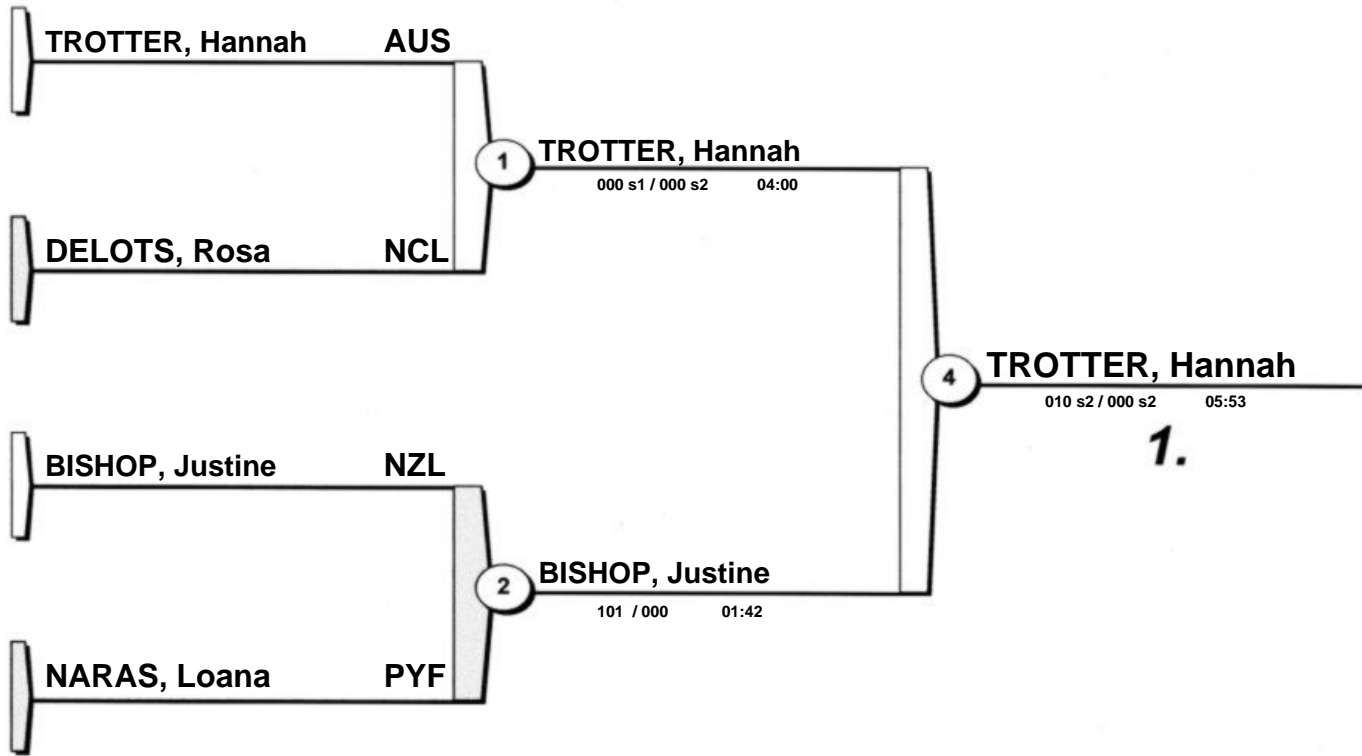 TROTTER, Hannah AUS
1
TROTTER, Hannah
000 s1 / 000 s2 04:00
DELOTS, Rosa NCL
4
TROTTER, Hannah
010 s2 / 000 s2 05:53
1.
BISHOP, Justine NZL
2
BISHOP, Justine
101 / 000 01:42
NARAS, Loana PYF